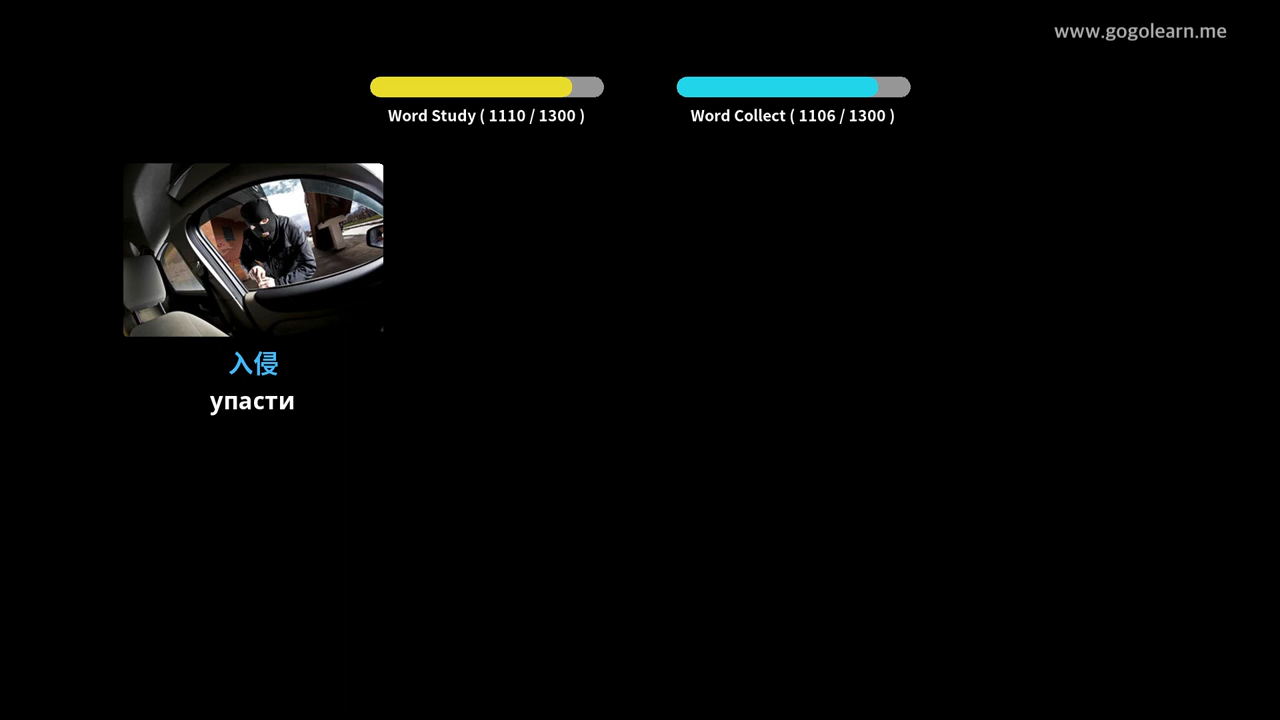 www.gogolearn.me
Word Study ( 1110 / 1300 )
Word Collect ( 1106 / 1300 )
入侵
упасти